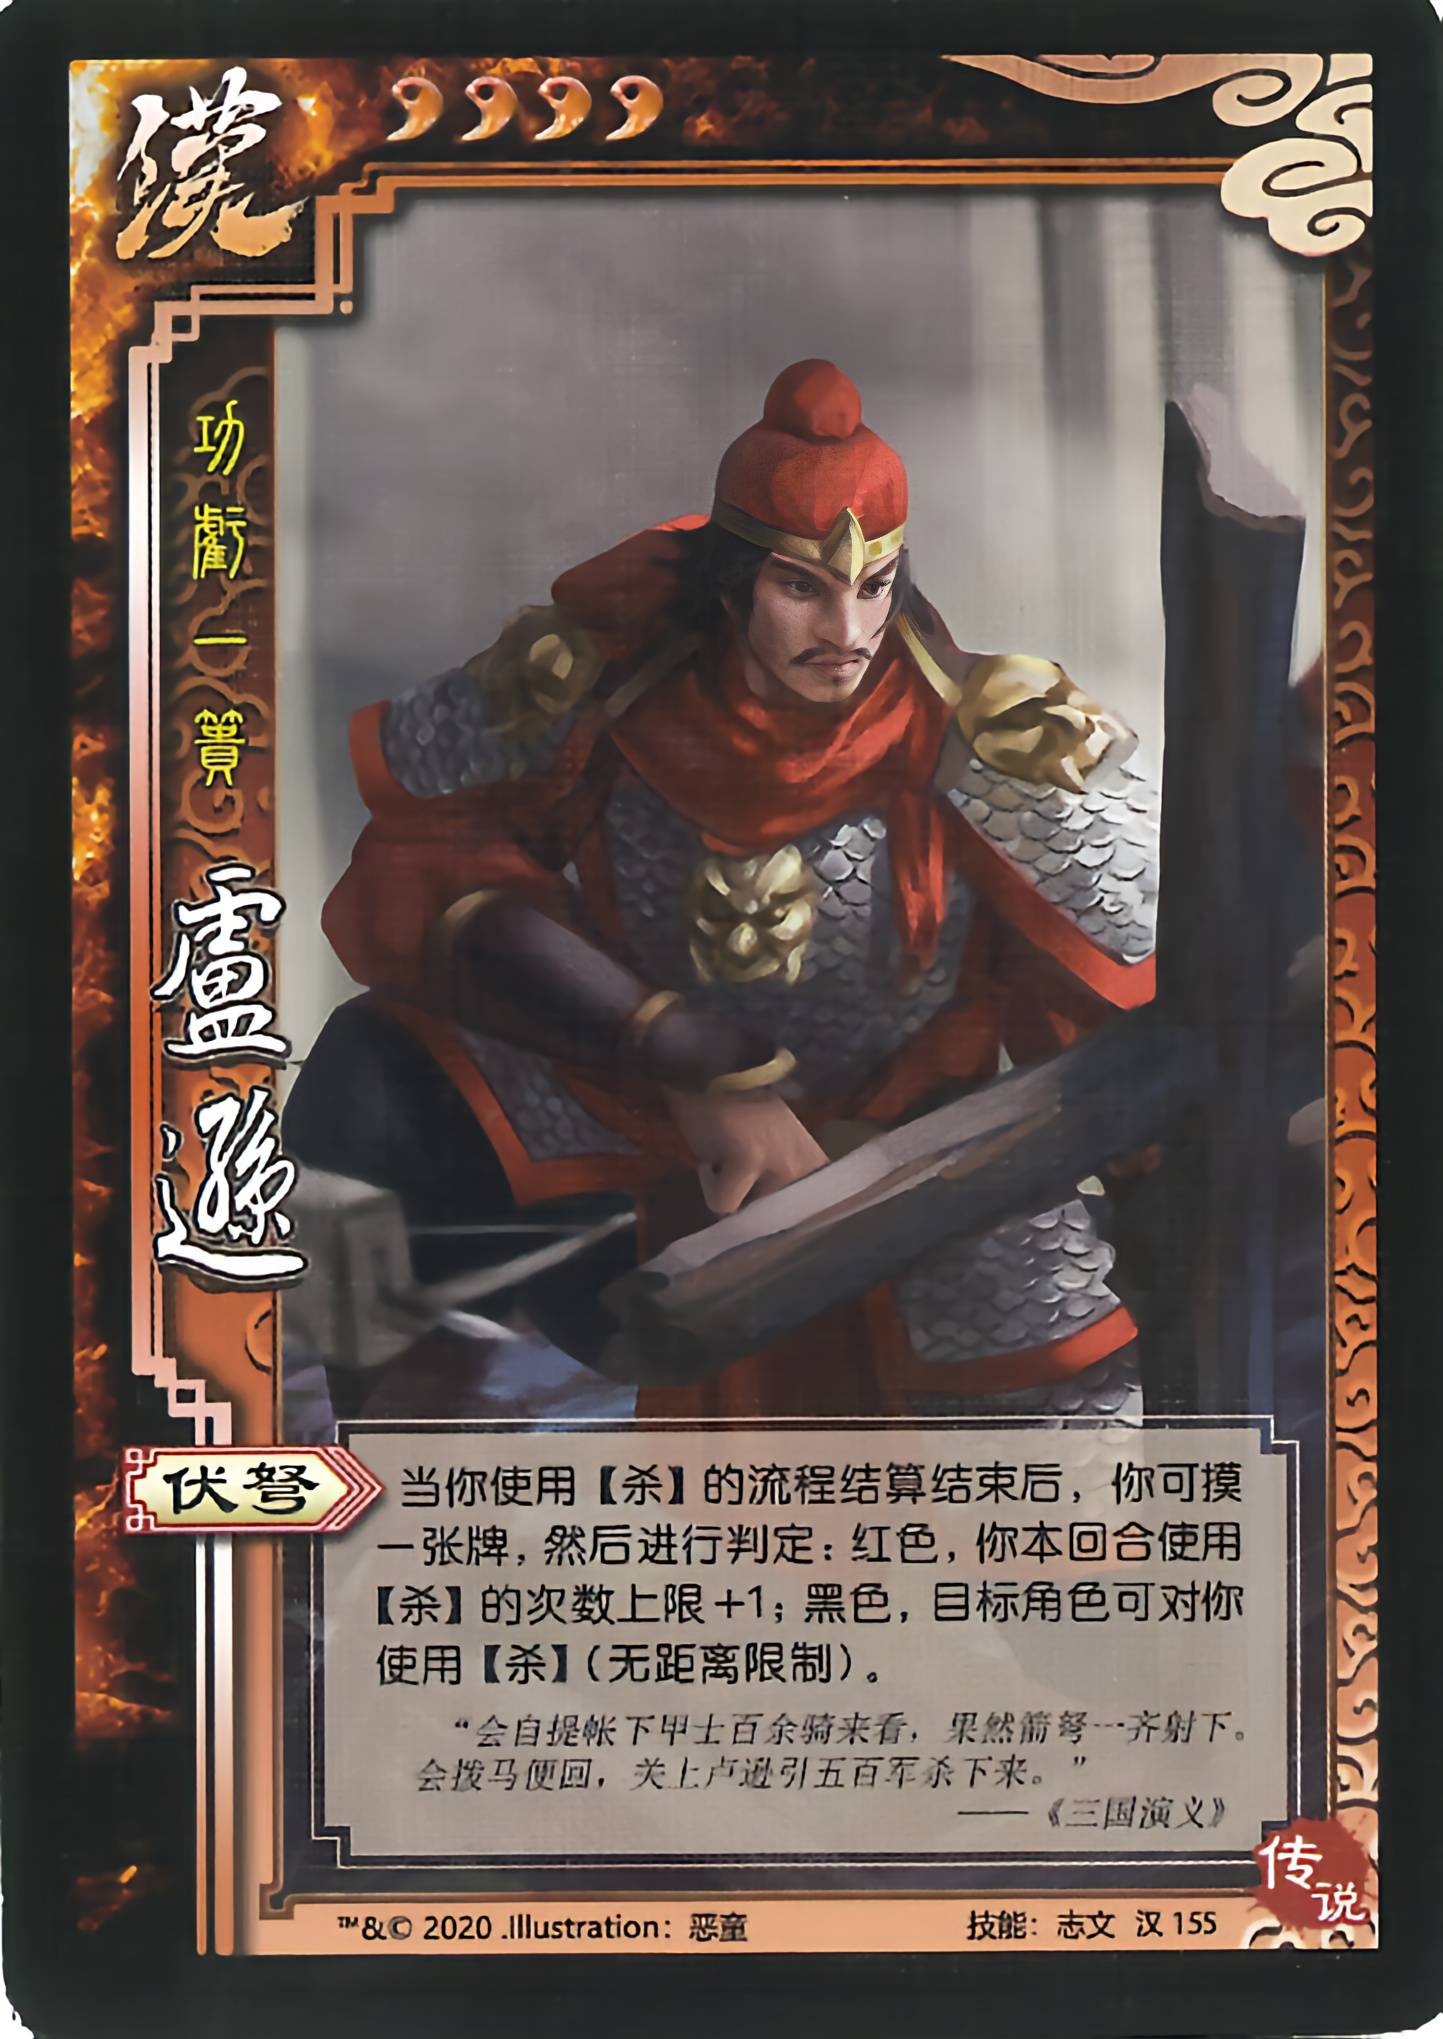 漢
功
虧
一
簣
盧
遜
伏弩
当你使用【杀】的流程结算结束后，你可摸
一张牌，然后进行判定：红色，你本回合使用
【杀】的次数上限+1；黑色，目标角色可对你
使用【杀】（无距离限制）。
“会自提帐下甲士百余骑来看，果然箭弩一齐射下。
会拨马便回，关上卢逊引五百军杀下来。”
——《三国演义》
传说
™&© 2020 .Illustration：恶童
技能：志文 汉 155